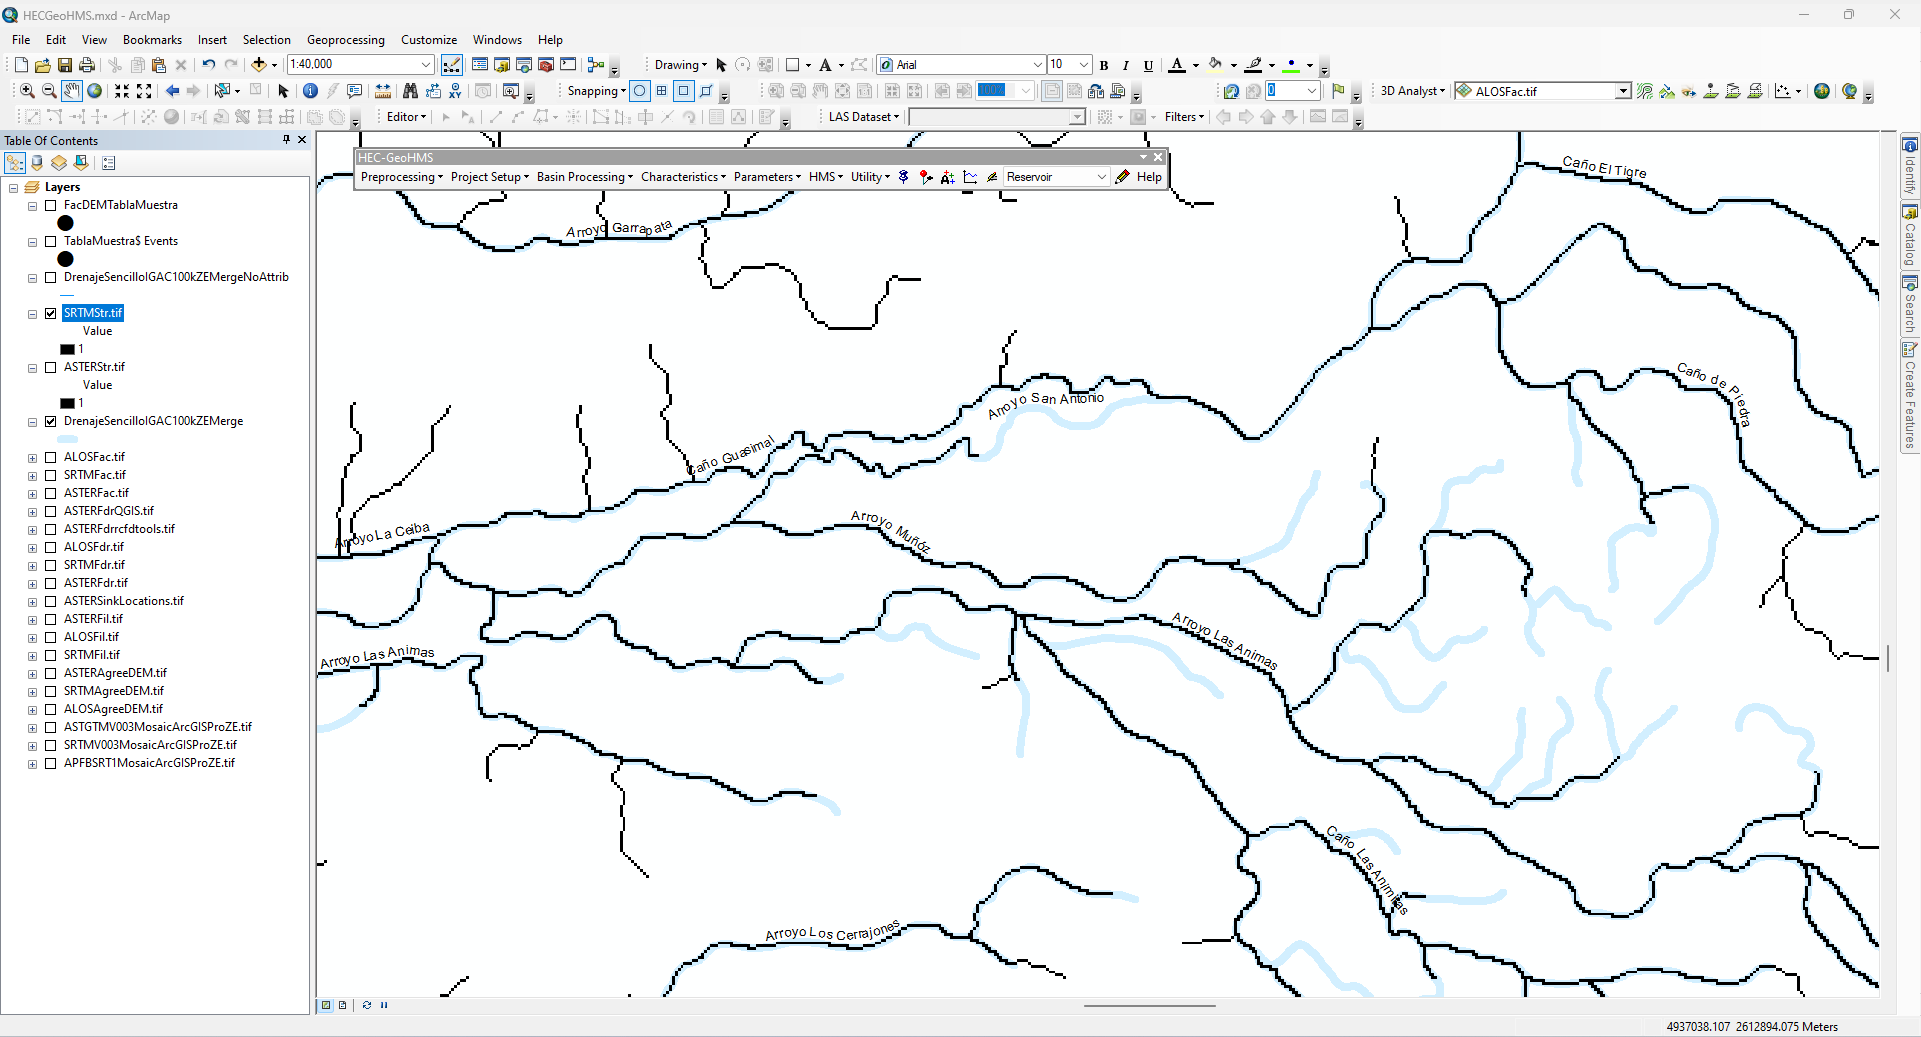 HECGeoHMS.mxd - ArcMap
File Edit View Bookmarks Insert Selection Geoprocessing Customize Windows Help
1:40,000 Drawing Arial 10 B I U A
Snapping 100% 0 3D Analyst ALOSFac.tif
Editor LAS Dataset Filters
Table Of Contents
Layers
FacDEMTablaMuestra
TablaMuestra$ Events
DrenajeSencilloIGAC100kZEMergeNoAttrib
SRTMStr.tif
Value
1
ASTERStr.tif
Value
1
DrenajeSencilloIGAC100kZEMerge
ALOSFac.tif
SRTMFac.tif
ASTERFac.tif
ASTERFdrQGIS.tif
ASTERFdrrcfdtools.tif
ALOSFdr.tif
SRTMFdr.tif
ASTERFdr.tif
ASTERSinkLocations.tif
ASTERFil.tif
ALOSFil.tif
SRTMFil.tif
ASTERAgreeDEM.tif
SRTMAgreeDEM.tif
ALOSAgreeDEM.tif
ASTGTMV003MosaicArcGISProZE.tif
SRTMV003MosaicArcGISProZE.tif
APFBSRT1MosaicArcGISProZE.tif
HEC-GeoHMS
Preprocessing Project Setup Basin Processing Characteristics Parameters HMS Utility Reservoir Help
Caño El Tigre
Arroyo Garrapata
Caño de Piedra
Arroyo San Antonio
Caño Guasimal
Arroyo La Ceiba
Arroyo Muñóz
Arroyo Las Animas
Arroyo Las Animas
Caño Las Animitas
Arroyo Los Cerrajones
Identify
Catalog
Search
Create Features
4937038.107 2612894.075 Meters